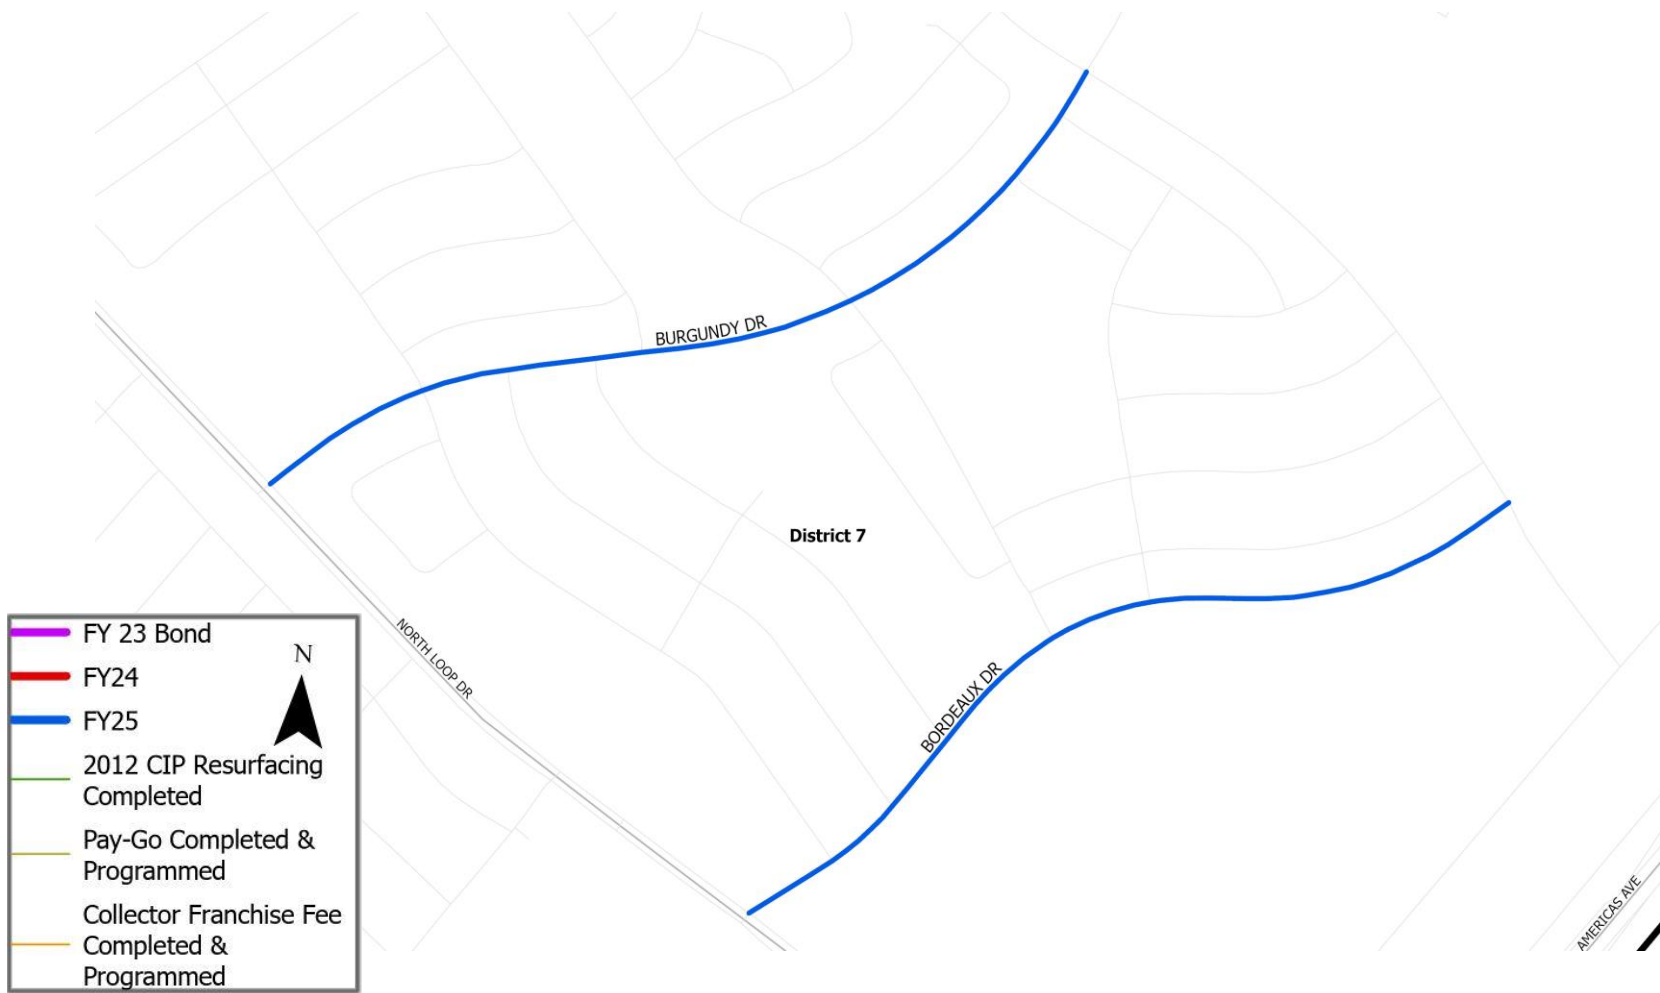 BURGUNDY DR
District 7
NORTH LOOP DR
BORDEAUX DR
AMERICAS AVE
FY 23 Bond
N
FY24
FY25
2012 CIP Resurfacing
Completed
Pay-Go Completed &
Programmed
Collector Franchise Fee
Completed &
Programmed